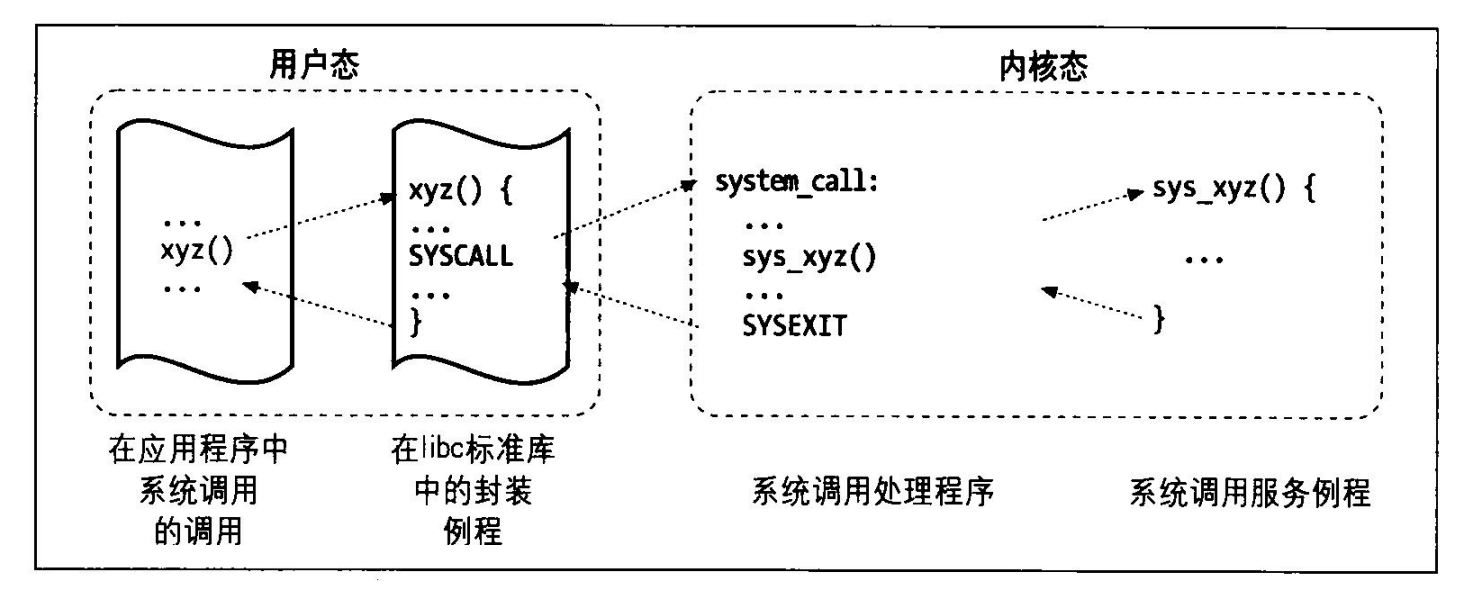 用户态
内核态
...
xyz()
...
xyz() {
...
SYSCALL
...
}
system_call:
...
sys_xyz()
...
SYSEXIT
sys_xyz() {
...
}
在应用程序中
系统调用
的调用
在libc标准库
中的封装
例程
系统调用处理程序
系统调用服务例程